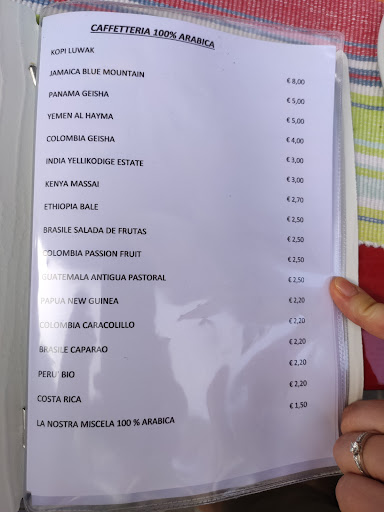 CAFFETTERIA 100% ARABICA
KOPI LUWAK € 8,00
JAMAICA BLUE MOUNTAIN € 5,00
PANAMA GEISHA € 5,00
YEMEN AL HAYMA € 4,00
COLOMBIA GEISHA € 3,00
INDIA YELLIKODIGE ESTATE € 3,00
KENYA MASSAI € 2,70
ETHIOPIA BALE € 2,50
BRASILE SALADA DE FRUTAS € 2,50
COLOMBIA PASSION FRUIT € 2,50
GUATEMALA ANTIGUA PASTORAL € 2,50
PAPUA NEW GUINEA € 2,20
COLOMBIA CARACOLILLO € 2,20
BRASILE CAPARAO € 2,20
PERU' BIO € 2,20
COSTA RICA € 2,20
LA NOSTRA MISCELA 100 % ARABICA € 1,50